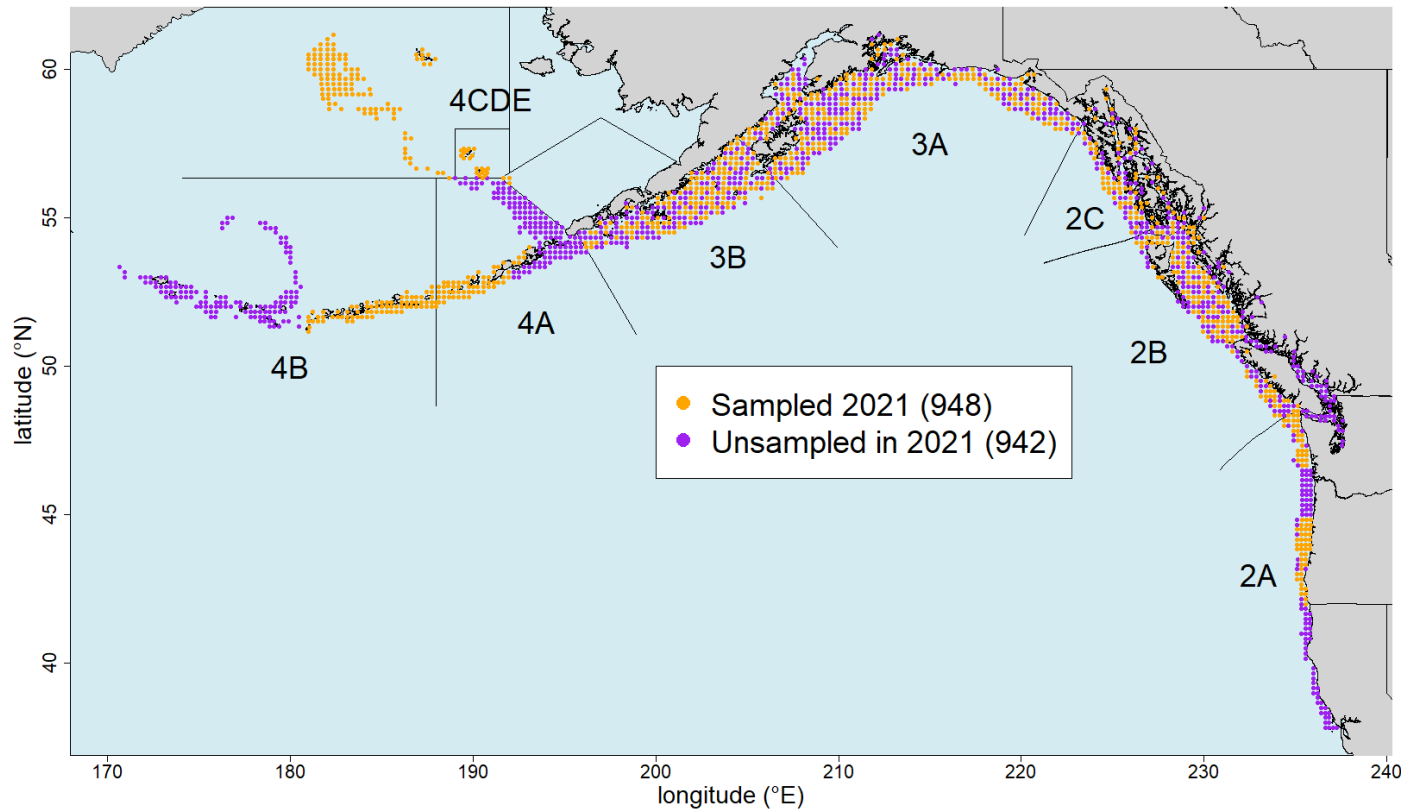 60
55
50
45
40
latitude (°N)
4CDE
3A
2C
3B
4A
4B
2B
2A
Sampled 2021 (948)
Unsampled in 2021 (942)
170
180
190
200
210
220
230
240
longitude (°E)